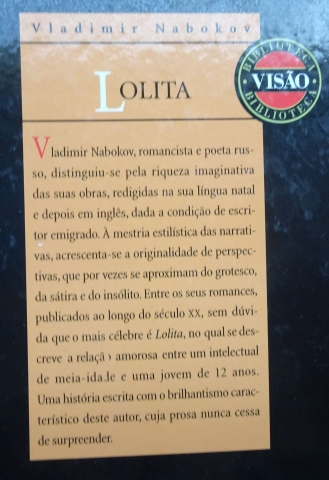 Vladimir Nabokov
LOLITA
BIBLIOTECA
VISÃO
BIBLIOTECA
Vladimir Nabokov, romancista e poeta rus-
so, distinguiu-se pela riqueza imaginativa
das suas obras, redigidas na sua língua natal
e depois em inglês, dada a condição de escri-
tor emigrado. À mestria estilística das narrati-
vas, acrescenta-se a originalidade de perspec-
tivas, que por vezes se aproximam do grotesco,
da sátira e do insólito. Entre os seus romances,
publicados ao longo do século XX, sem dúvi-
da que o mais célebre é Lolita, no qual se des-
creve a relação amorosa entre um intelectual
de meia-idade e uma jovem de 12 anos.
Uma história escrita com o brilhantismo carac-
terístico deste autor, cuja prosa nunca cessa
de surpreender.